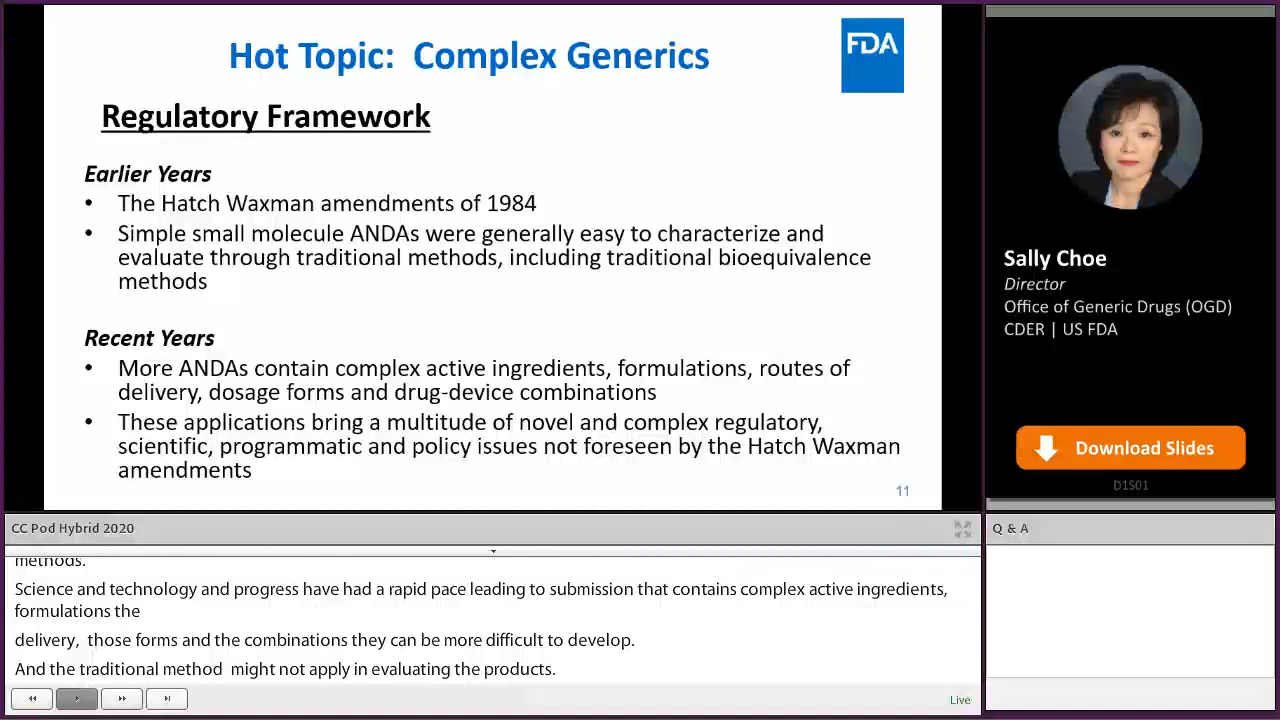 Hot Topic: Complex Generics
FDA
Regulatory Framework
Earlier Years
• The Hatch Waxman amendments of 1984
• Simple small molecule ANDAs were generally easy to characterize and
evaluate through traditional methods, including traditional bioequivalence
methods
Recent Years
• More ANDAs contain complex active ingredients, formulations, routes of
delivery, dosage forms and drug-device combinations
• These applications bring a multitude of novel and complex regulatory,
scientific, programmatic and policy issues not foreseen by the Hatch Waxman
amendments
11
Sally Choe
Director
Office of Generic Drugs (OGD)
CDER | US FDA
Download Slides
D1S01
CC Pod Hybrid 2020
methods.
Science and technology and progress have had a rapid pace leading to submission that contains complex active ingredients,
formulations the
delivery, those forms and the combinations they can be more difficult to develop.
And the traditional method might not apply in evaluating the products.
Live
Q & A